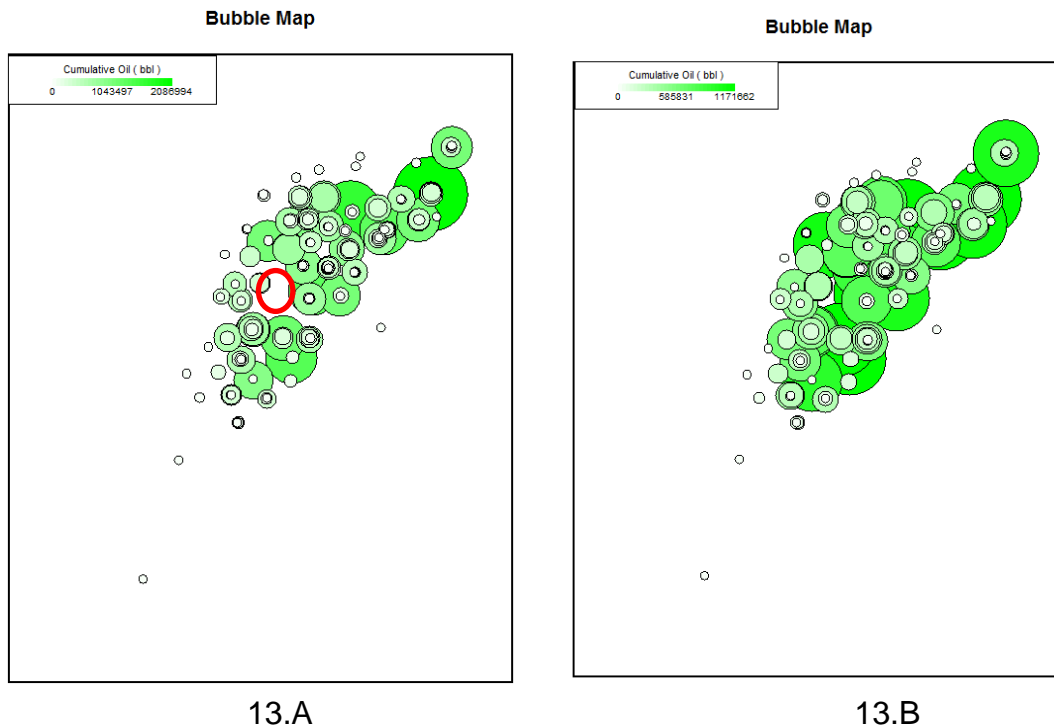 Bubble Map
Cumulative Oil ( bbl )
0 1043497 2086994
13.A
Bubble Map
Cumulative Oil ( bbl )
0 585831 1171662
13.B